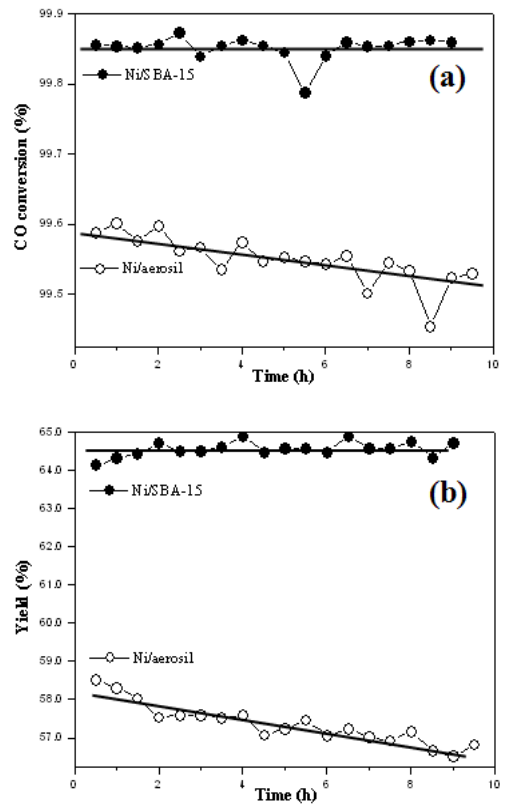 99.9
(a)
Ni/SBA-15
99.8
CO conversion (%)
99.7
99.6
Ni/aerosil
99.5
0 2 4 6 8 10
Time (h)
65.0
64.0
Ni/SBA-15
(b)
63.0
62.0
Yield (%)
61.0
60.0
59.0
Ni/aerosil
58.0
57.0
0 2 4 6 8 10
Time (h)